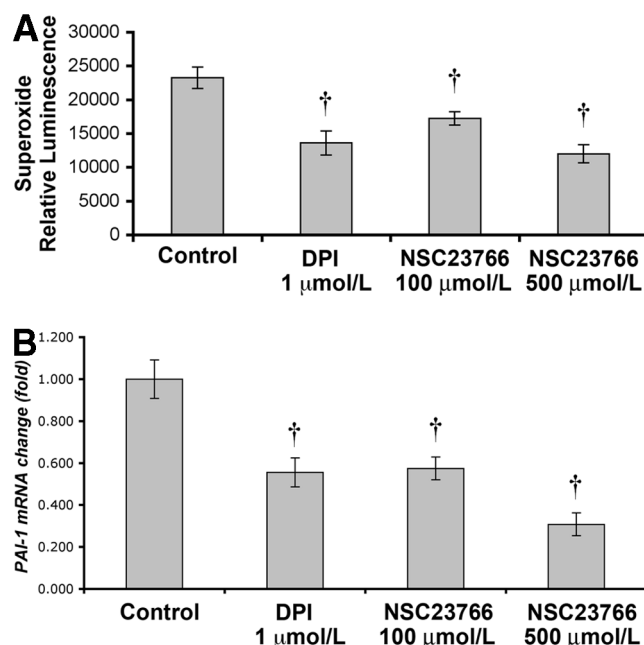 A
Superoxide
Relative Luminescence
30000
25000
20000
15000
10000
5000
0
†
†
†
Control
DPI
1 μmol/L
NSC23766
100 μmol/L
NSC23766
500 μmol/L
B
PAI-1 mRNA change (fold)
1.200
1.000
0.800
0.600
0.400
0.200
0.000
†
†
†
Control
DPI
1 μmol/L
NSC23766
100 μmol/L
NSC23766
500 μmol/L